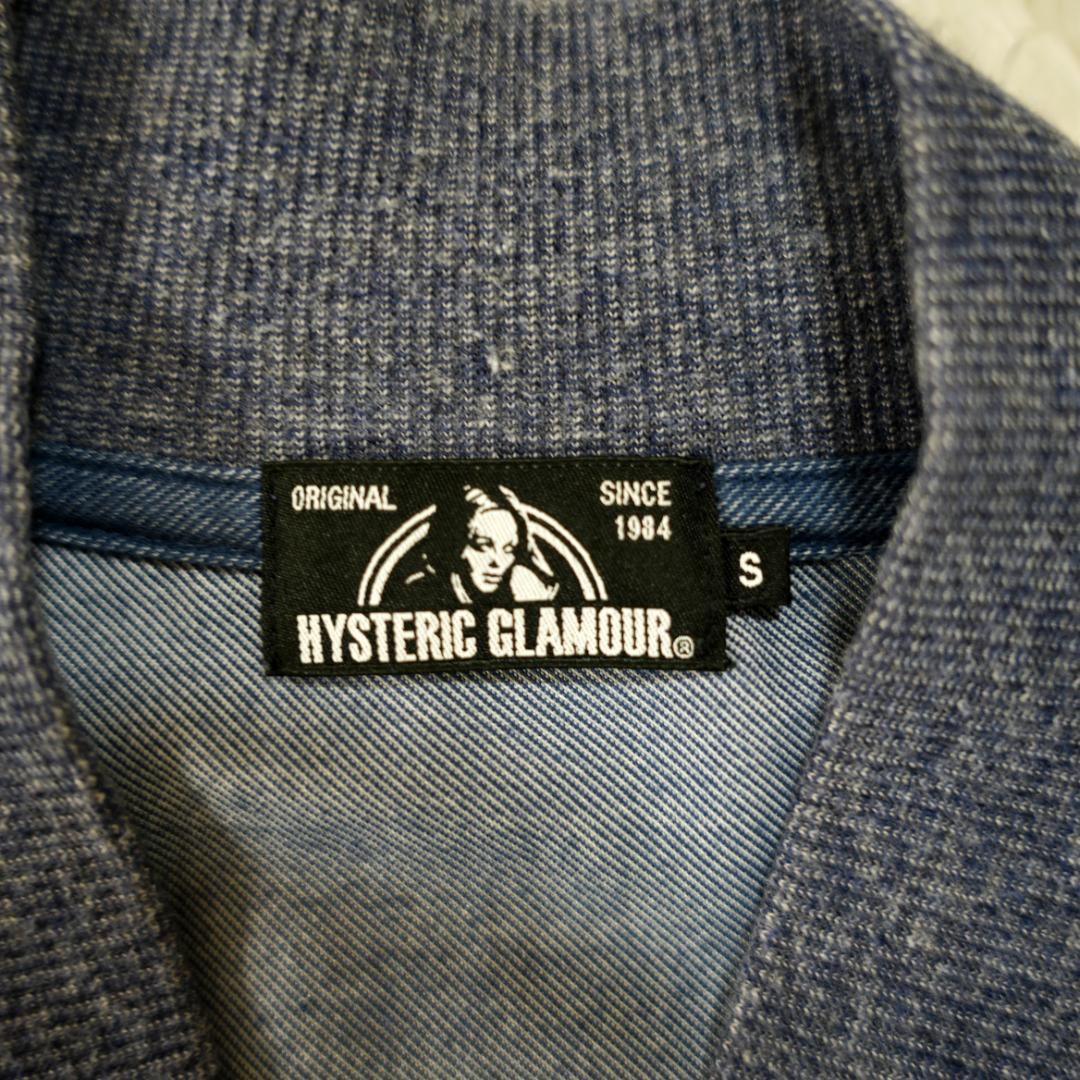 ORIGINAL
SINCE
1984
HYSTERIC GLAMOUR®
S